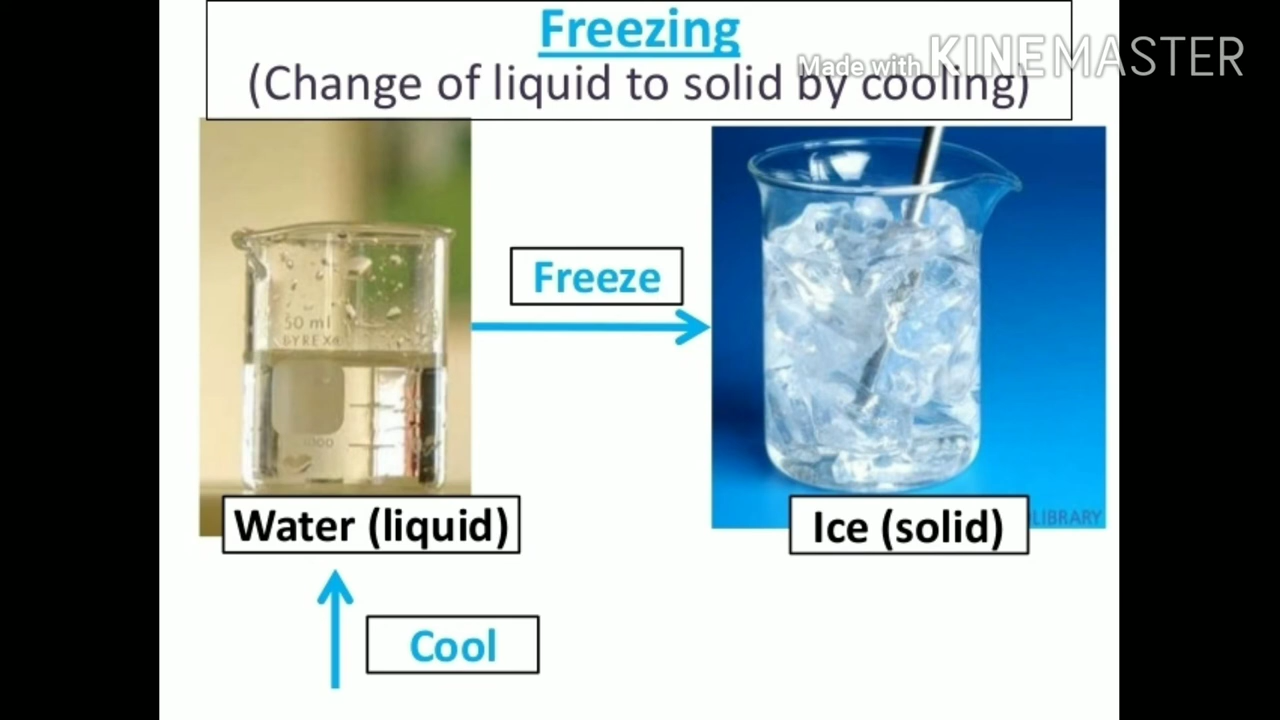 Freezing
Made with KINEMASTER
(Change of liquid to solid by cooling)
Freeze
50 ml
PYREX
1000
Water (liquid)
Ice (solid)
LIBRARY
Cool